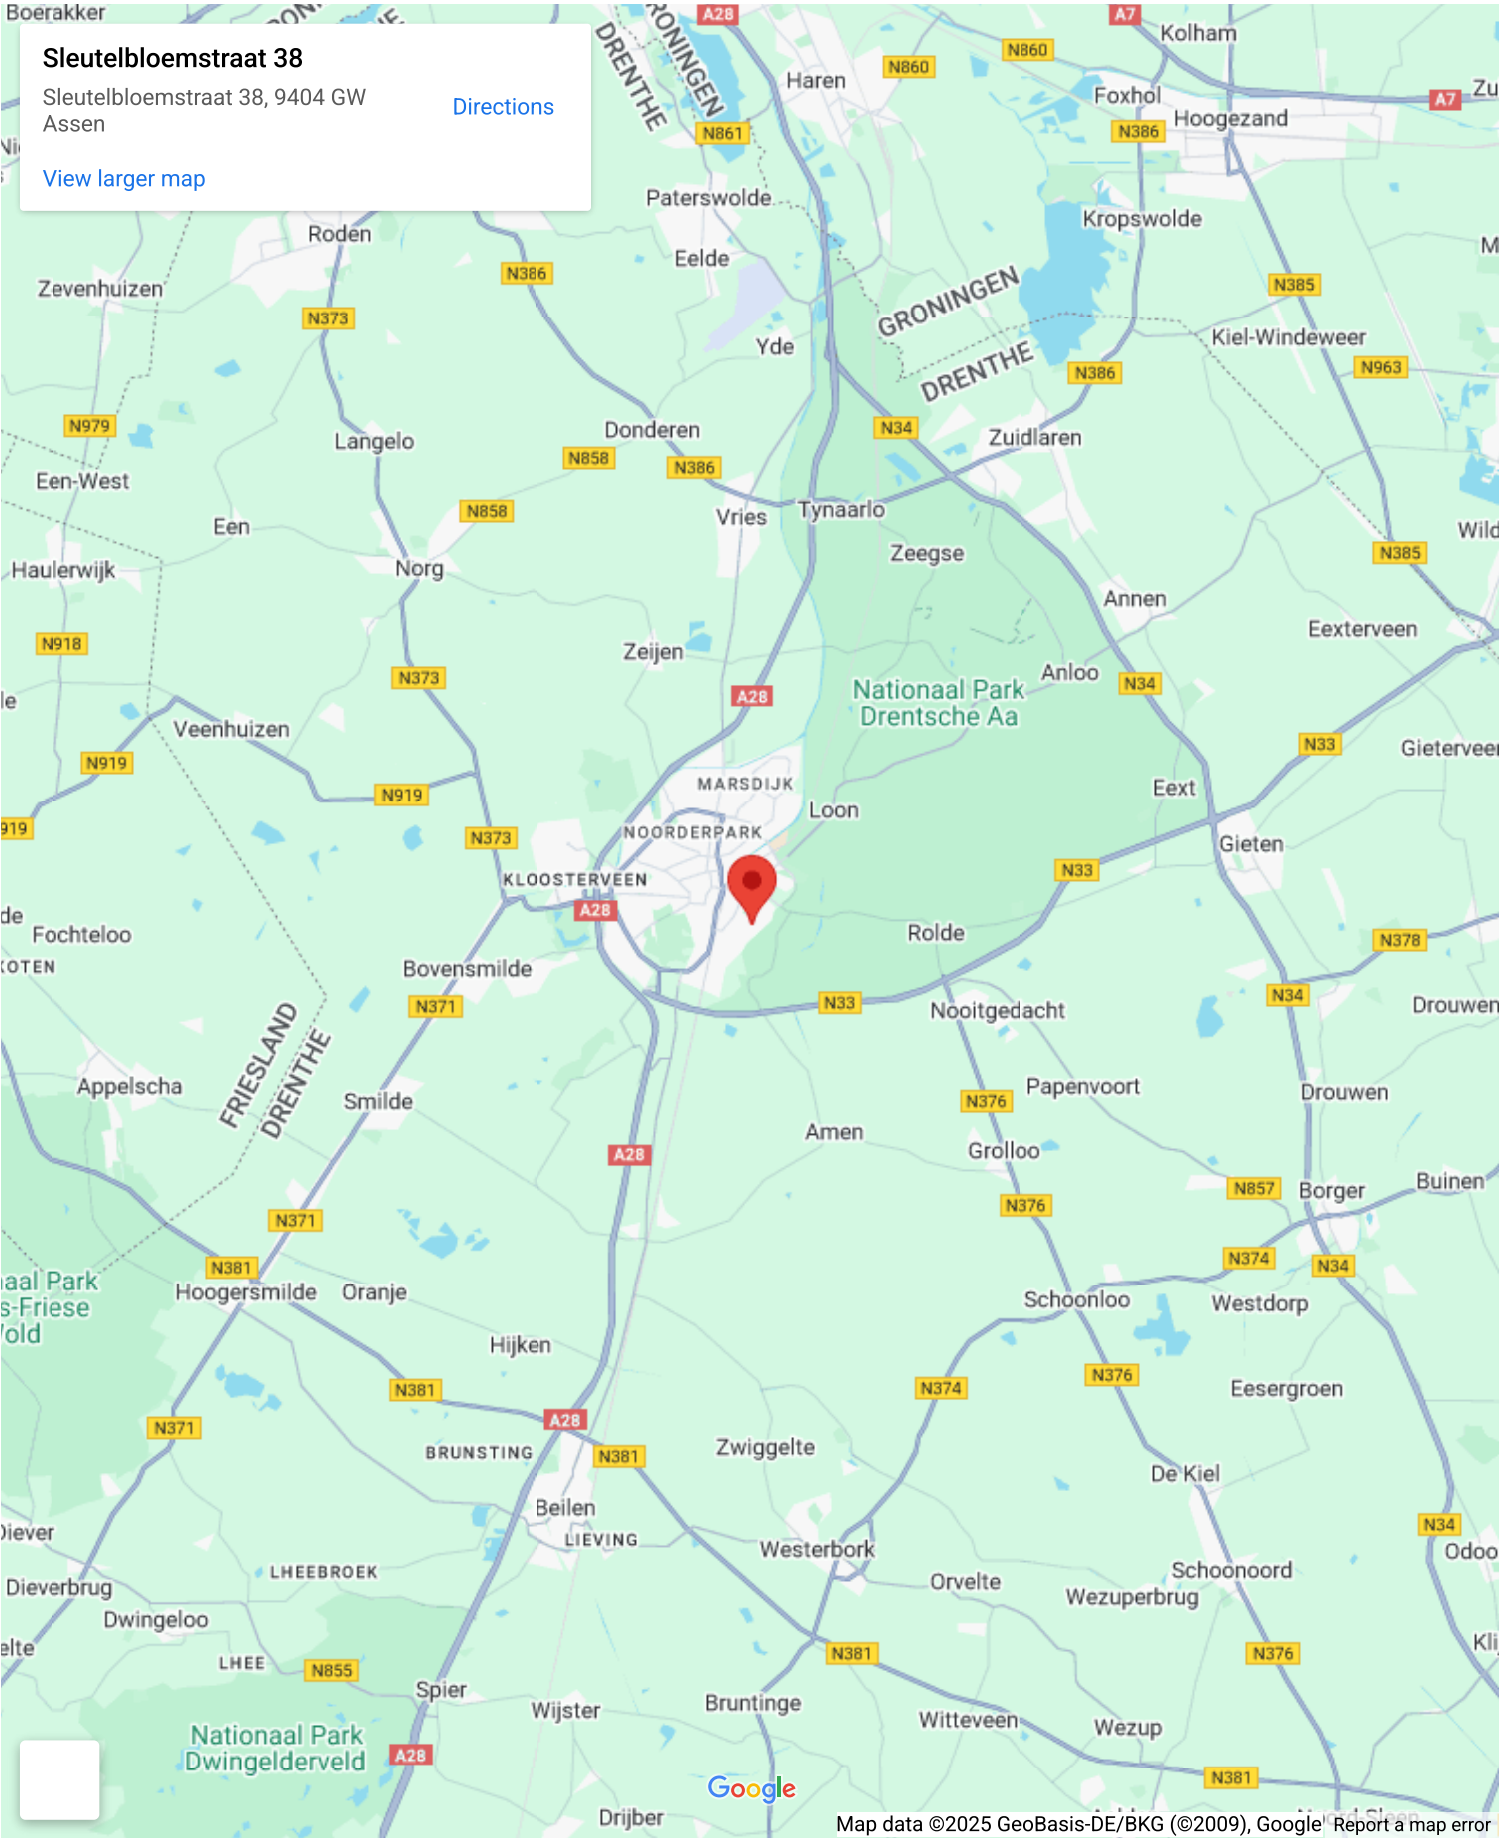 Boerakker
A28
A7
Kolham
Sleutelbloemstraat 38
Sleutelbloemstraat 38, 9404 GW
Assen
Directions
View larger map
DRENTHE
GRONINGEN
Haren
N860
N860
Foxhol
A7
Hoogezand
N861
N386
Paterswolde
Kropswolde
Roden
Eelde
N386
Zevenhuizen
N373
N385
GRONINGEN
DRENTHE
Yde
Kiel-Windeweer
N963
N386
N979
Langelo
Donderen
N34
Zuidlaren
N858
N386
Een-West
N858
Vries
Tynaarlo
Een
Zeegse
N385
Haulerwijk
Norg
Annen
N918
Zeijen
Eexterveen
N373
Anloo
N34
A28
Nationaal Park
Drentsche Aa
Veenhuizen
N919
N33
N919
MARSDIJK
Loon
Eext
919
N373
NOORDERPARK
Gieten
KLOOSTERVEEN
N33
A28
Fochteloo
Rolde
N378
Bovensmilde
N371
N33
N34
Nooitgedacht
Drouwen
FRIESLAND
DRENTHE
Appelscha
Smilde
Papenvoort
Drouwen
N376
Amen
A28
Grolloo
N857
Borger
Buinen
N371
N376
N381
N374
N34
Hoogersmilde
Oranje
Schoonloo
Westdorp
Hijken
N381
N374
N376
Eesergroen
N371
A28
BRUNSTING
N381
Zwiggelte
De Kiel
Beilen
LIEVING
N34
Diever
Westerbork
LHEEBROEK
Schoonoord
Dieverbrug
Orvelte
Wezuperbrug
Dwingeloo
LHEE
N855
N381
N376
Spier
Wijster
Bruntinge
Witteveen
Wezup
Nationaal Park
Dwingelderveld
A28
N381
Google
Drijber
Map data ©2025 GeoBasis-DE/BKG (©2009), Google
Report a map error